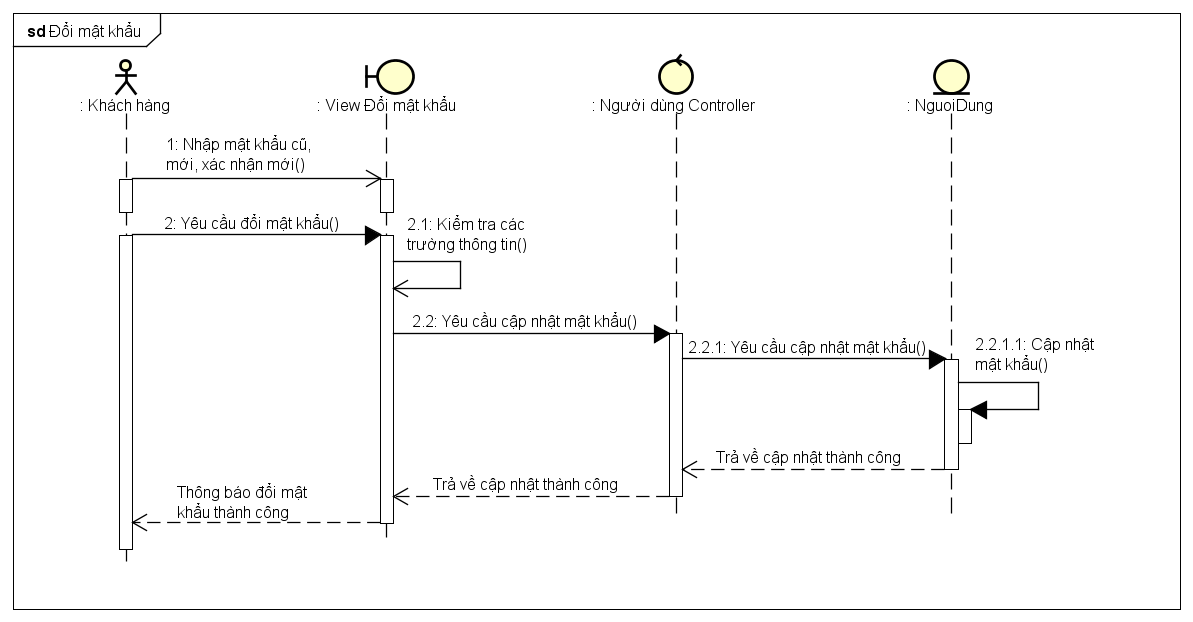 sd Đổi mật khẩu
: Khách hàng
: View Đổi mật khẩu
: Người dùng Controller
: NguoiDung
1: Nhập mật khẩu cũ,
mới, xác nhận mới()
2: Yêu cầu đổi mật khẩu()
2.1: Kiểm tra các
trường thông tin()
2.2: Yêu cầu cập nhật mật khẩu()
2.2.1: Yêu cầu cập nhật mật khẩu()
2.2.1.1: Cập nhật
mật khẩu()
Trả về cập nhật thành công
Trả về cập nhật thành công
Thông báo đổi mật
khẩu thành công